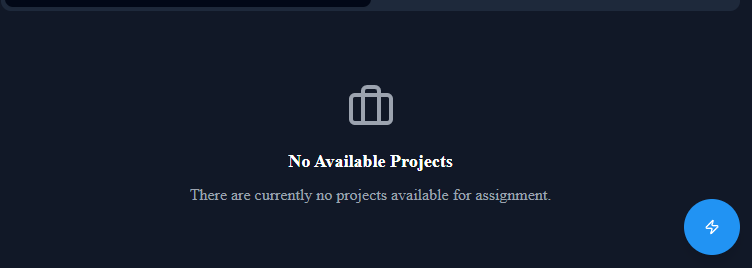 No Available Projects
There are currently no projects available for assignment.